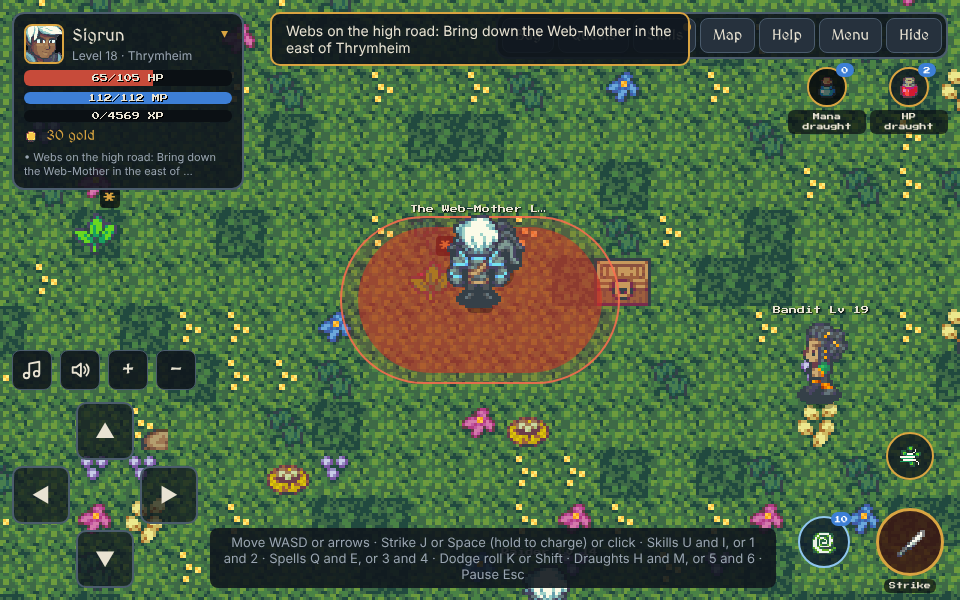 Sigrun
Level 18 · Thrymheim
65/105 HP
112/112 MP
0/4569 XP
30 gold
• Webs on the high road: Bring down
the Web-Mother in the east of ...
Webs on the high road: Bring down the Web-Mother in the
east of Thrymheim
Map
Help
Menu
Hide
0
Mana
draught
2
HP
draught
The Web-Mother L...
Bandit Lv 19
+
-
10
Strike
Move WASD or arrows · Strike J or Space (hold to charge) or click · Skills U and I, or 1
and 2 · Spells Q and E, or 3 and 4 · Dodge roll K or Shift · Draughts H and M, or 5 and 6 ·
Pause Esc